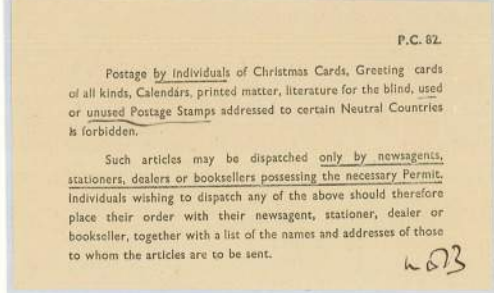 P.C. 82.
Postage by individuals of Christmas Cards, Greeting cards
of all kinds, Calendars, printed matter, literature for the blind, used
or unused Postage Stamps addressed to certain Neutral Countries
is forbidden.
Such articles may be dispatched only by newsagents,
stationers, dealers or booksellers possessing the necessary Permit.
Individuals wishing to dispatch any of the above should therefore
place their order with their newsagent, stationer, dealer or
bookseller, together with a list of the names and addresses of those
to whom the articles are to be sent.